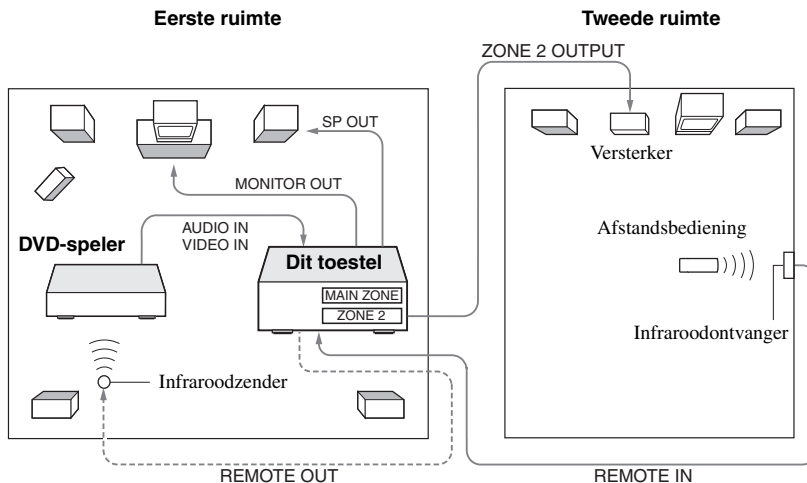 Eerste ruimte
Tweede ruimte
ZONE 2 OUTPUT
SP OUT
Versterker
MONITOR OUT
AUDIO IN
VIDEO IN
Afstandsbediening
DVD-speler
Dit toestel
MAIN ZONE
ZONE 2
Infraroodontvanger
Infraroodzender
REMOTE OUT
REMOTE IN